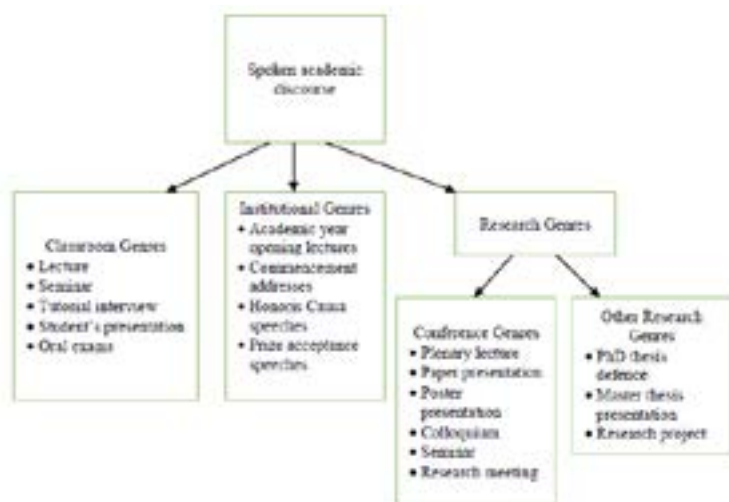 Spoken academic
discourse
Classroom Genres
• Lecture
• Seminar
• Tutorial interview
• Student's presentation
• Oral exams
Institutional Genres
• Academic year
opening lectures
• Commencement
addresses
• Honoris Causa
speeches
• Prize acceptance
speeches
Research Genres
Conference Genres
• Plenary lecture
• Paper presentation
• Poster
presentation
• Colloquium
• Seminar
• Research meeting
Other Research
Genres
• PhD thesis
defence
• Master thesis
presentation
• Research project